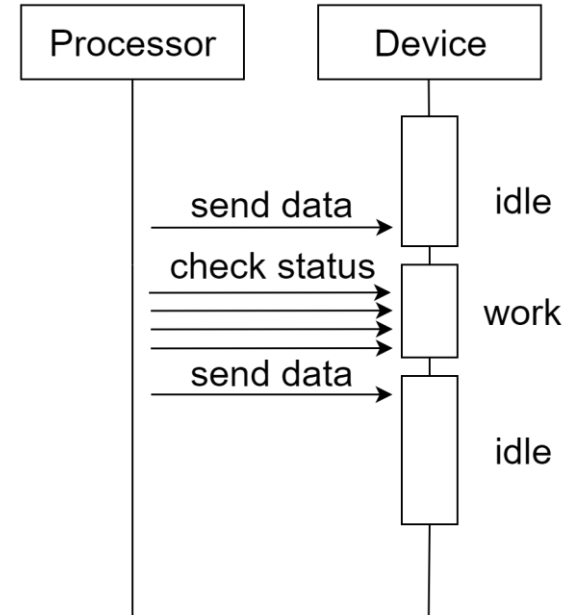 Processor
Device
send data
idle
check status
work
send data
idle